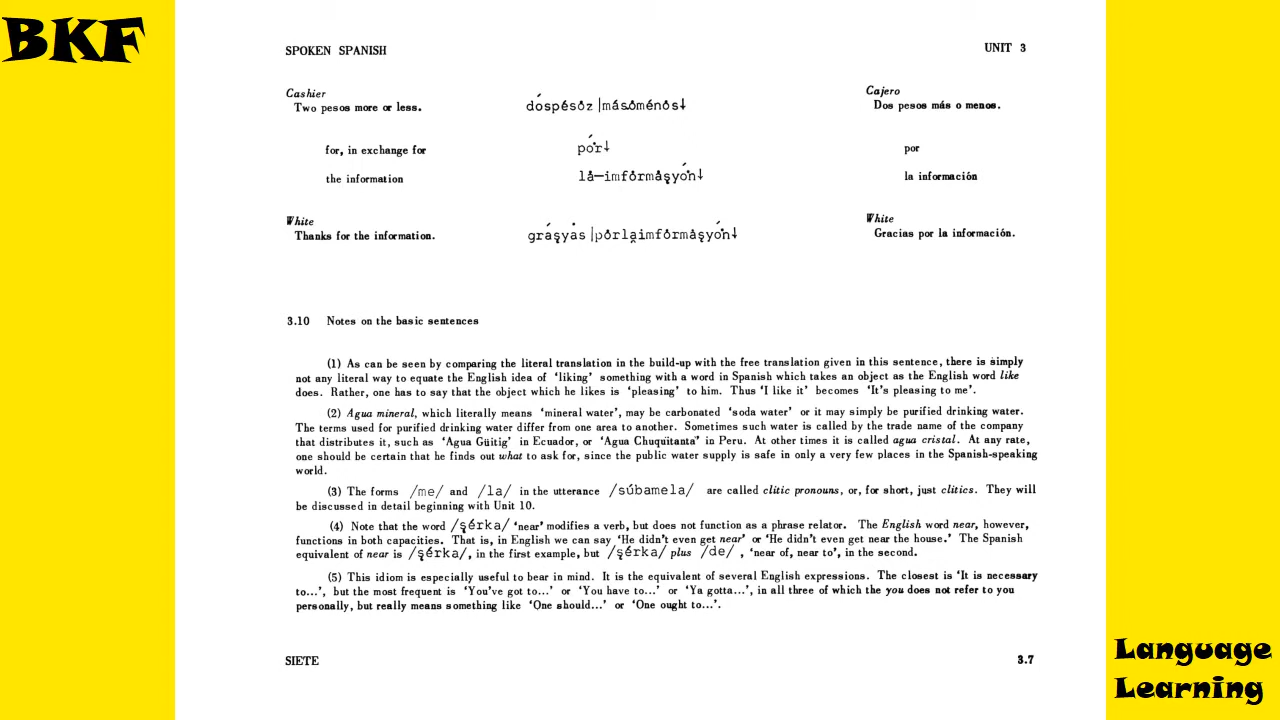 BKF
SPOKEN SPANISH
UNIT 3
Cashier
Cajero
Two pesos more or less.
dóspésòz |másòménòs↓
Dos pesos más o menos.
for, in exchange for
pór↓
por
the information
là—imfòrmàşyón↓
la información
White
White
Thanks for the information.
gráşyàs |pòrlaimfòrmàşyón↓
Gracias por la información.
3.10 Notes on the basic sentences
(1) As can be seen by comparing the literal translation in the build-up with the free translation given in this sentence, there is simply
not any literal way to equate the English idea of ‘liking’ something with a word in Spanish which takes an object as the English word like
does. Rather, one has to say that the object which he likes is ‘pleasing’ to him. Thus ‘I like it’ becomes ‘It’s pleasing to me’.
(2) Agua mineral, which literally means ‘mineral water’, may be carbonated ‘soda water’ or it may simply be purified drinking water.
The terms used for purified drinking water differ from one area to another. Sometimes such water is called by the trade name of the company
that distributes it, such as ‘Agua Güitig’ in Ecuador, or ‘Agua Chuquitanta” in Peru. At other times it is called agua cristal. At any rate,
one should be certain that he finds out what to ask for, since the public water supply is safe in only a very few places in the Spanish-speaking
world.
(3) The forms /me/ and /la/ in the utterance /súbamela/ are called clitic pronouns, or, for short, just clitics. They will
be discussed in detail beginning with Unit 10.
(4) Note that the word /şérka/ ‘near’ modifies a verb, but does not function as a phrase relator. The English word near, however,
functions in both capacities. That is, in English we can say ‘He didn’t even get near’ or ‘He didn’t even get near the house.’ The Spanish
equivalent of near is /şérka/, in the first example, but /şérka/ plus /de/ , ‘near of, near to’, in the second.
(5) This idiom is especially useful to bear in mind. It is the equivalent of several English expressions. The closest is ‘It is necessary
to...’, but the most frequent is ‘You’ve got to...’ or ‘You have to...’ or ‘Ya gotta...’, in all three of which the you does not refer to you
personally, but really means something like ‘One should...’ or ‘One ought to...’.
SIETE
3.7
Language
Learning